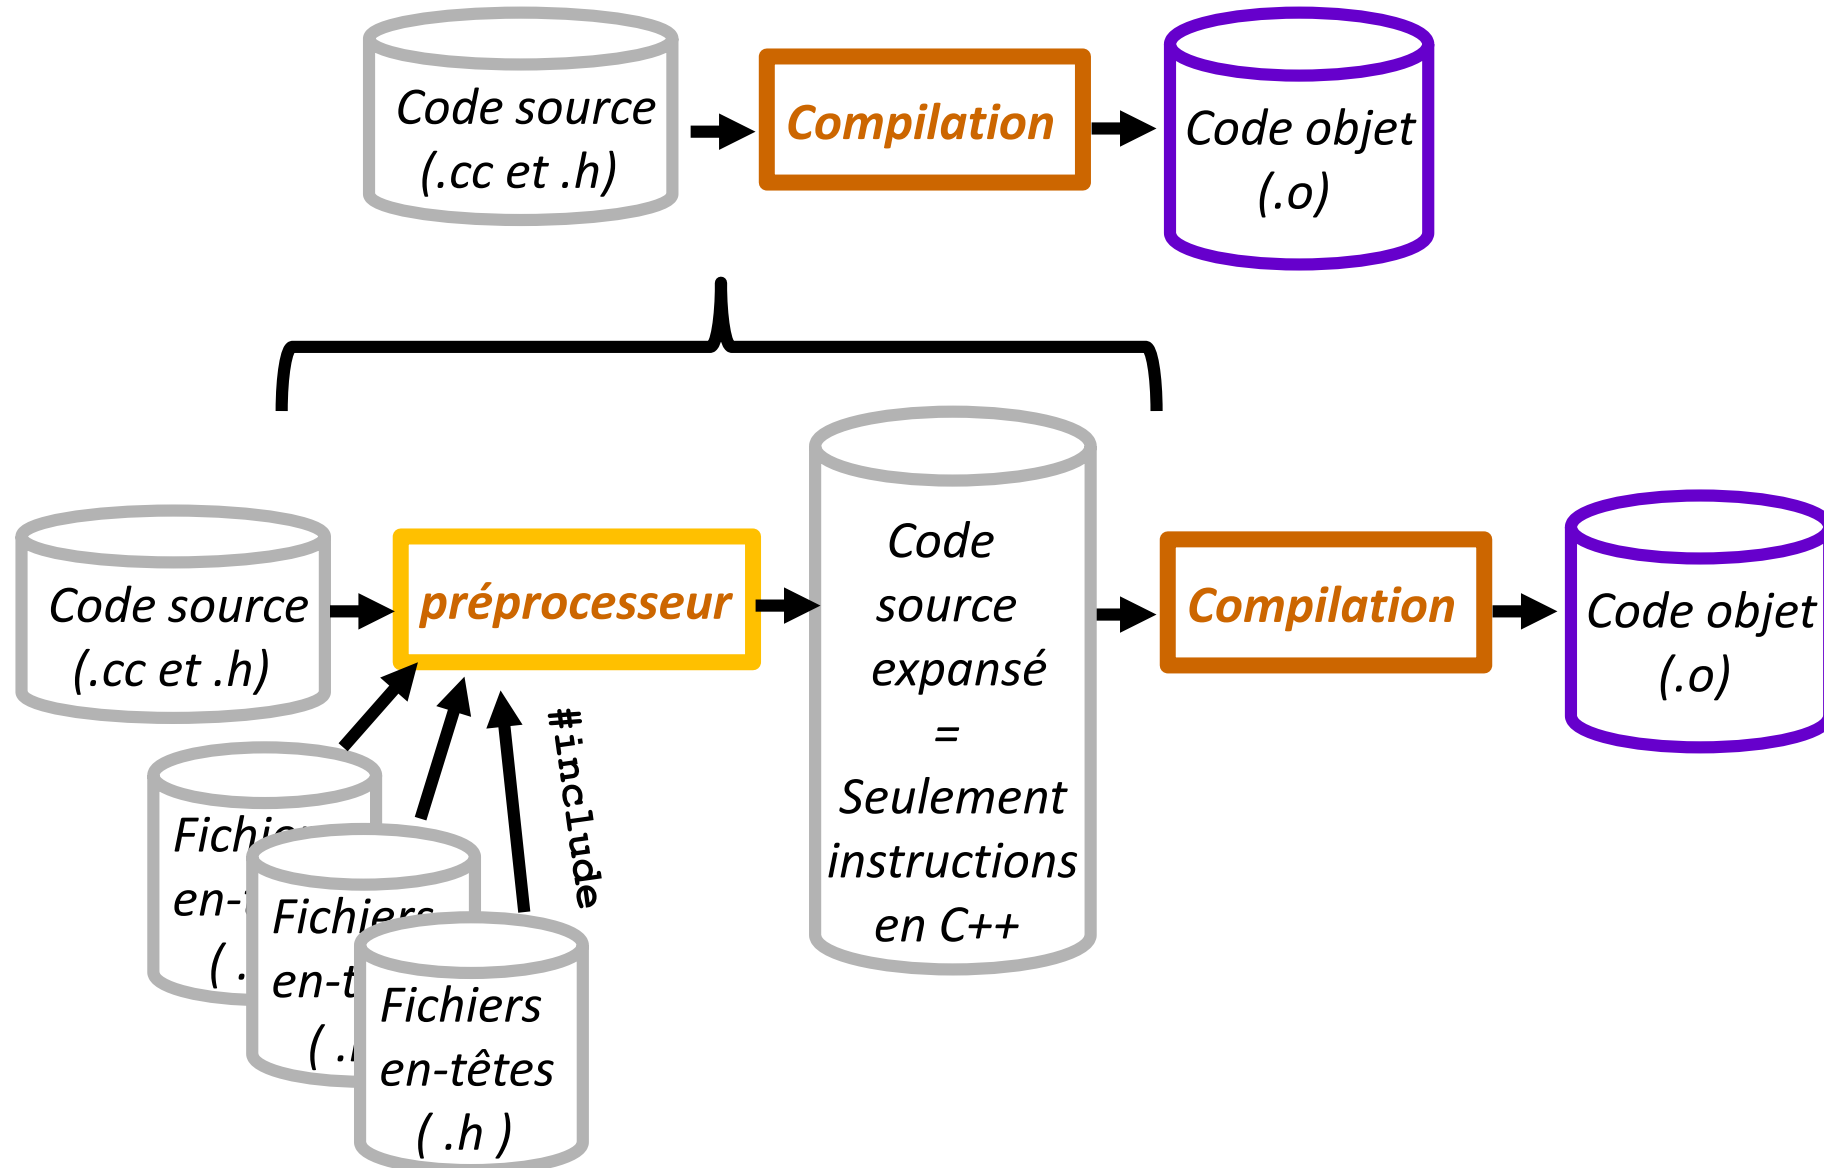 Code source
(.cc et .h)
Compilation
Code objet
(.o)
Code source
(.cc et .h)
préprocesseur
Code
source
expansé
=
Seulement
instructions
en C++
Compilation
Code objet
(.o)
#include
Fichiers
en-têtes
( .h )